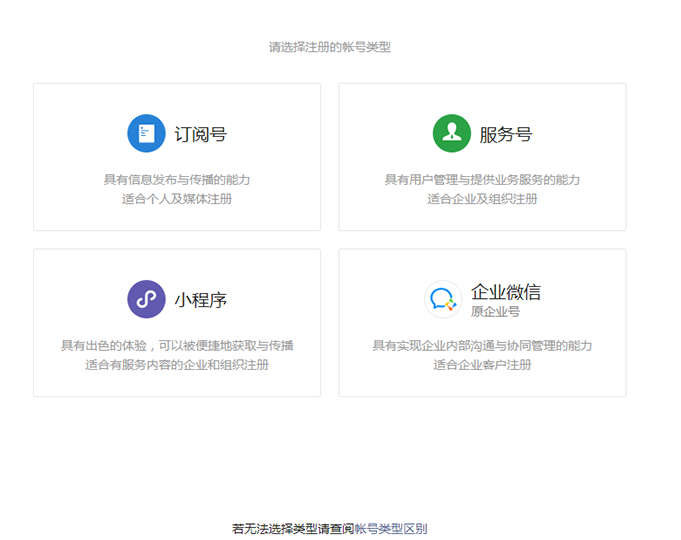 请选择注册的帐号类型
订阅号
具有信息发布与传播的能力
适合个人及媒体注册
服务号
具有用户管理与提供业务服务的能力
适合企业及组织注册
小程序
具有出色的体验，可以被便捷地获取与传播
适合有服务内容的企业和组织注册
企业微信
原企业号
具有实现企业内部沟通与协同管理的能力
适合企业客户注册
若无法选择类型请查阅帐号类型区别